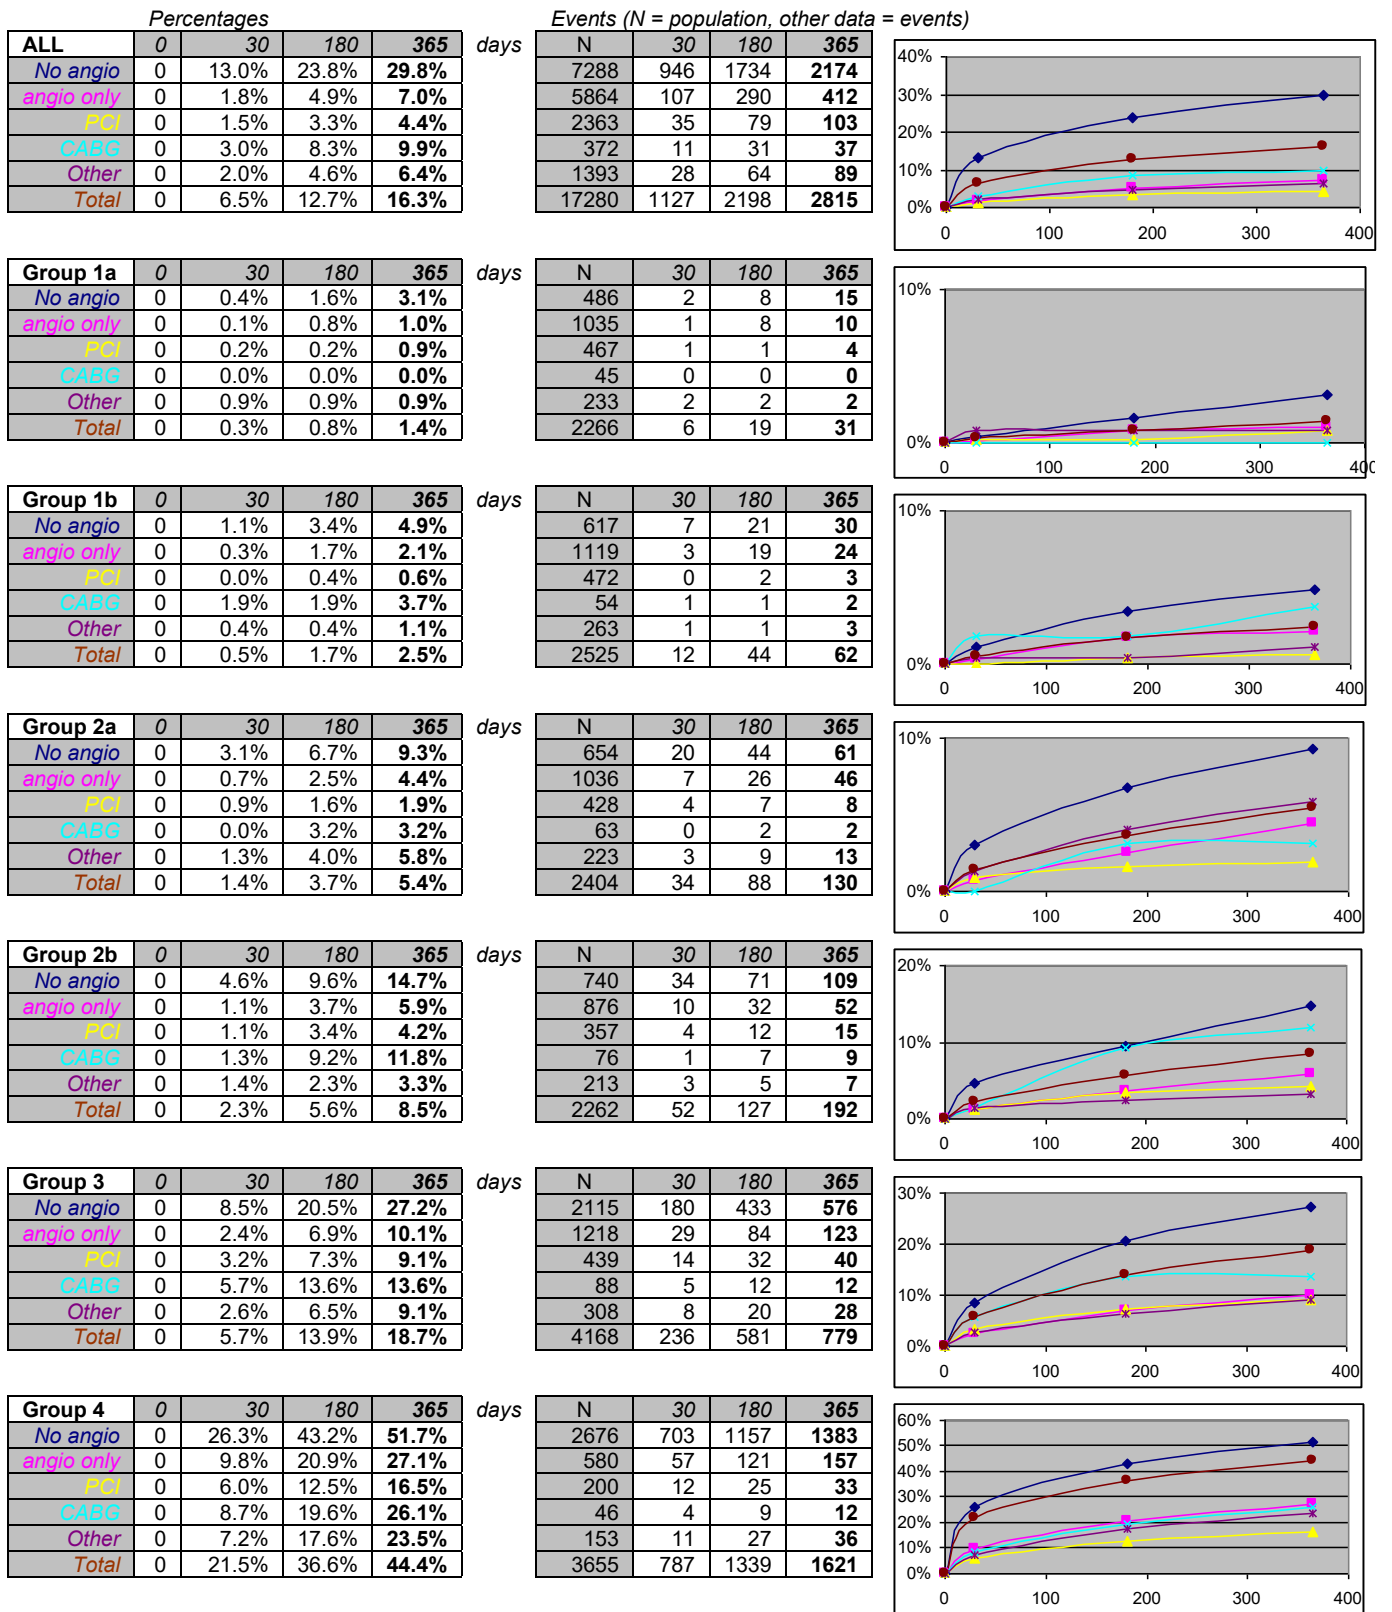 Percentages Events (N = population, other data = events)
ALL 0 30 180 365 days N 30 180 365
No angio 0 13.0% 23.8% 29.8% 7288 946 1734 2174
angio only 0 1.8% 4.9% 7.0% 5864 107 290 412
PCI 0 1.5% 3.3% 4.4% 2363 35 79 103
CABG 0 3.0% 8.3% 9.9% 372 11 31 37
Other 0 2.0% 4.6% 6.4% 1393 28 64 89
Total 0 6.5% 12.7% 16.3% 17280 1127 2198 2815
40%
30%
20%
10%
0%
0 100 200 300 400
Group 1a 0 30 180 365 days N 30 180 365
No angio 0 0.4% 1.6% 3.1% 486 2 8 15
angio only 0 0.1% 0.8% 1.0% 1035 1 8 10
PCI 0 0.2% 0.2% 0.9% 467 1 1 4
CABG 0 0.0% 0.0% 0.0% 45 0 0 0
Other 0 0.9% 0.9% 0.9% 233 2 2 2
Total 0 0.3% 0.8% 1.4% 2266 6 19 31
10%
0%
0 100 200 300 400
Group 1b 0 30 180 365 days N 30 180 365
No angio 0 1.1% 3.4% 4.9% 617 7 21 30
angio only 0 0.3% 1.7% 2.1% 1119 3 19 24
PCI 0 0.0% 0.4% 0.6% 472 0 2 3
CABG 0 1.9% 1.9% 3.7% 54 1 1 2
Other 0 0.4% 0.4% 1.1% 263 1 1 3
Total 0 0.5% 1.7% 2.5% 2525 12 44 62
10%
0%
0 100 200 300 400
Group 2a 0 30 180 365 days N 30 180 365
No angio 0 3.1% 6.7% 9.3% 654 20 44 61
angio only 0 0.7% 2.5% 4.4% 1036 7 26 46
PCI 0 0.9% 1.6% 1.9% 428 4 7 8
CABG 0 0.0% 3.2% 3.2% 63 0 2 2
Other 0 1.3% 4.0% 5.8% 223 3 9 13
Total 0 1.4% 3.7% 5.4% 2404 34 88 130
10%
0%
0 100 200 300 400
Group 2b 0 30 180 365 days N 30 180 365
No angio 0 4.6% 9.6% 14.7% 740 34 71 109
angio only 0 1.1% 3.7% 5.9% 876 10 32 52
PCI 0 1.1% 3.4% 4.2% 357 4 12 15
CABG 0 1.3% 9.2% 11.8% 76 1 7 9
Other 0 1.4% 2.3% 3.3% 213 3 5 7
Total 0 2.3% 5.6% 8.5% 2262 52 127 192
20%
10%
0%
0 100 200 300 400
Group 3 0 30 180 365 days N 30 180 365
No angio 0 8.5% 20.5% 27.2% 2115 180 433 576
angio only 0 2.4% 6.9% 10.1% 1218 29 84 123
PCI 0 3.2% 7.3% 9.1% 439 14 32 40
CABG 0 5.7% 13.6% 13.6% 88 5 12 12
Other 0 2.6% 6.5% 9.1% 308 8 20 28
Total 0 5.7% 13.9% 18.7% 4168 236 581 779
30%
20%
10%
0%
0 100 200 300 400
Group 4 0 30 180 365 days N 30 180 365
No angio 0 26.3% 43.2% 51.7% 2676 703 1157 1383
angio only 0 9.8% 20.9% 27.1% 580 57 121 157
PCI 0 6.0% 12.5% 16.5% 200 12 25 33
CABG 0 8.7% 19.6% 26.1% 46 4 9 12
Other 0 7.2% 17.6% 23.5% 153 11 27 36
Total 0 21.5% 36.6% 44.4% 3655 787 1339 1621
60%
50%
40%
30%
20%
10%
0%
0 100 200 300 400